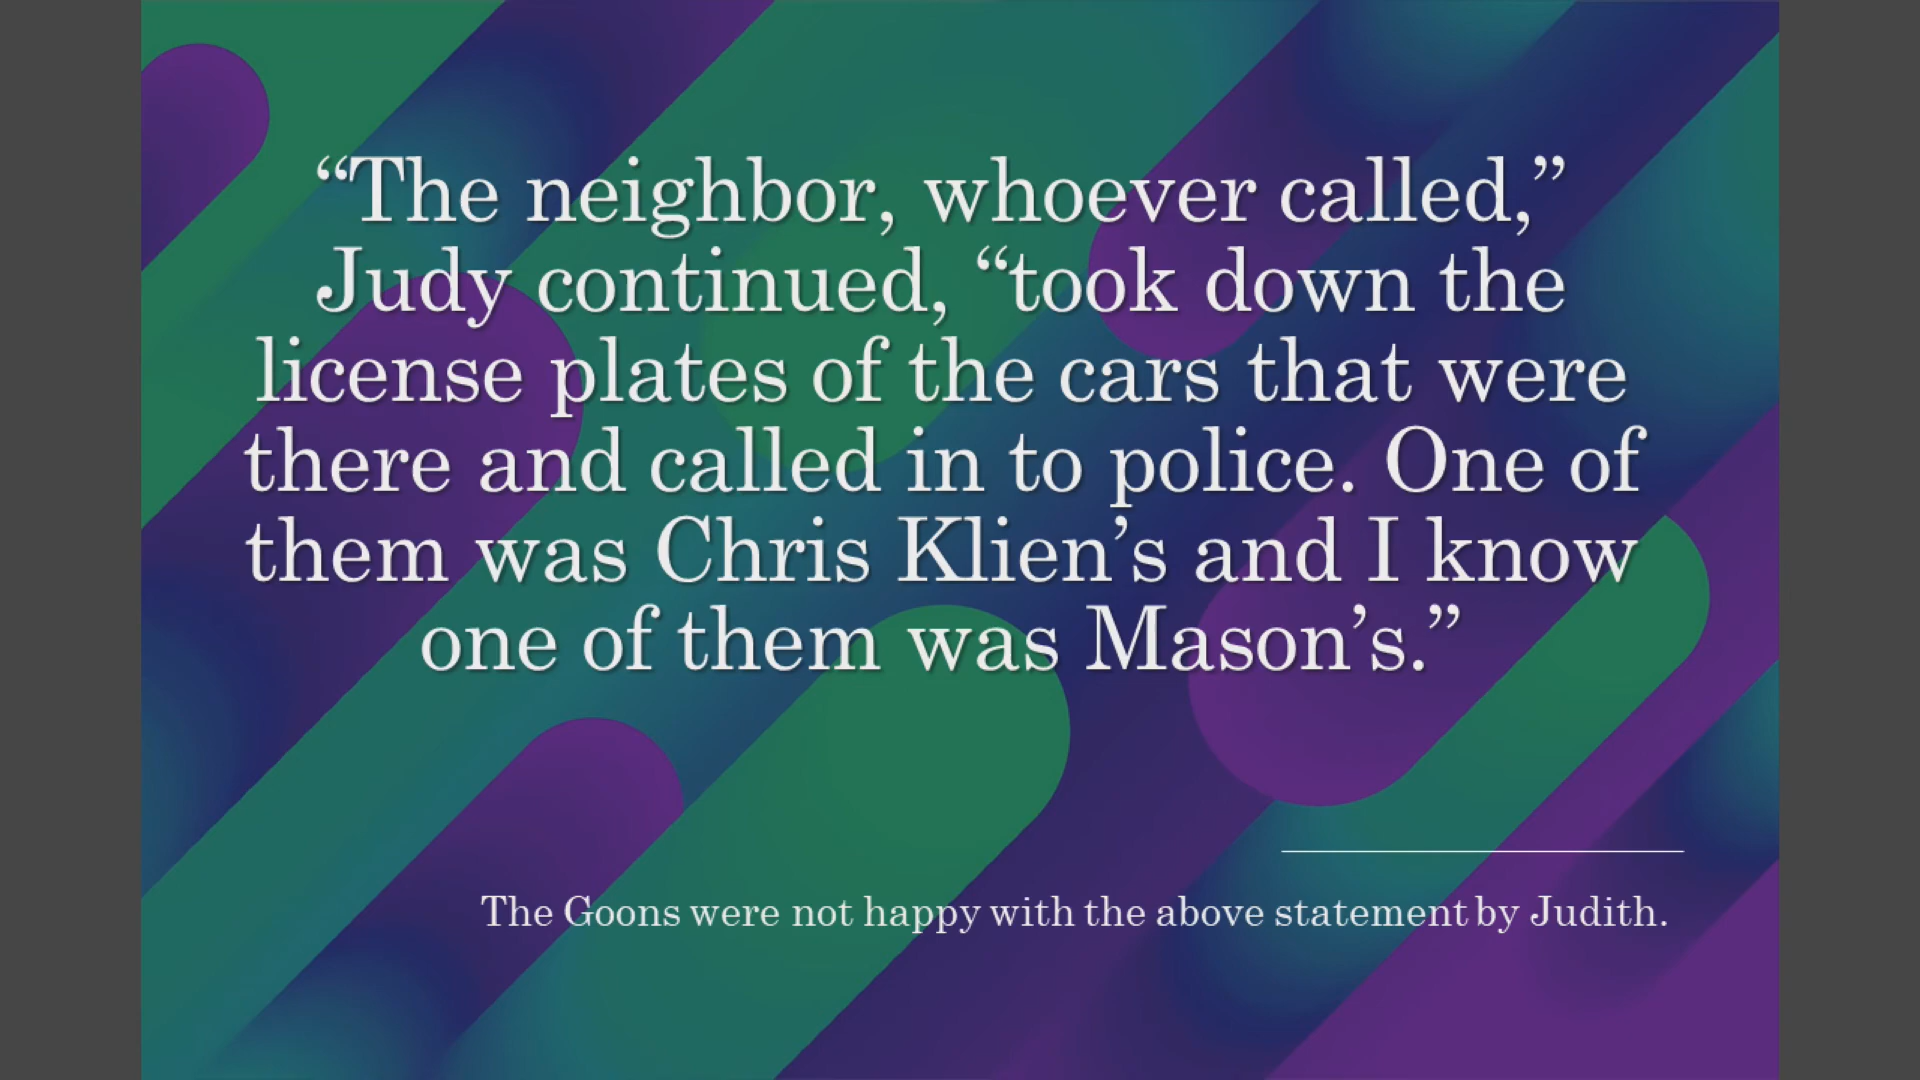 “The neighbor, whoever called,”
Judy continued, “took down the
license plates of the cars that were
there and called in to police. One of
them was Chris Klien’s and I know
one of them was Mason’s.”
The Goons were not happy with the above statement by Judith.